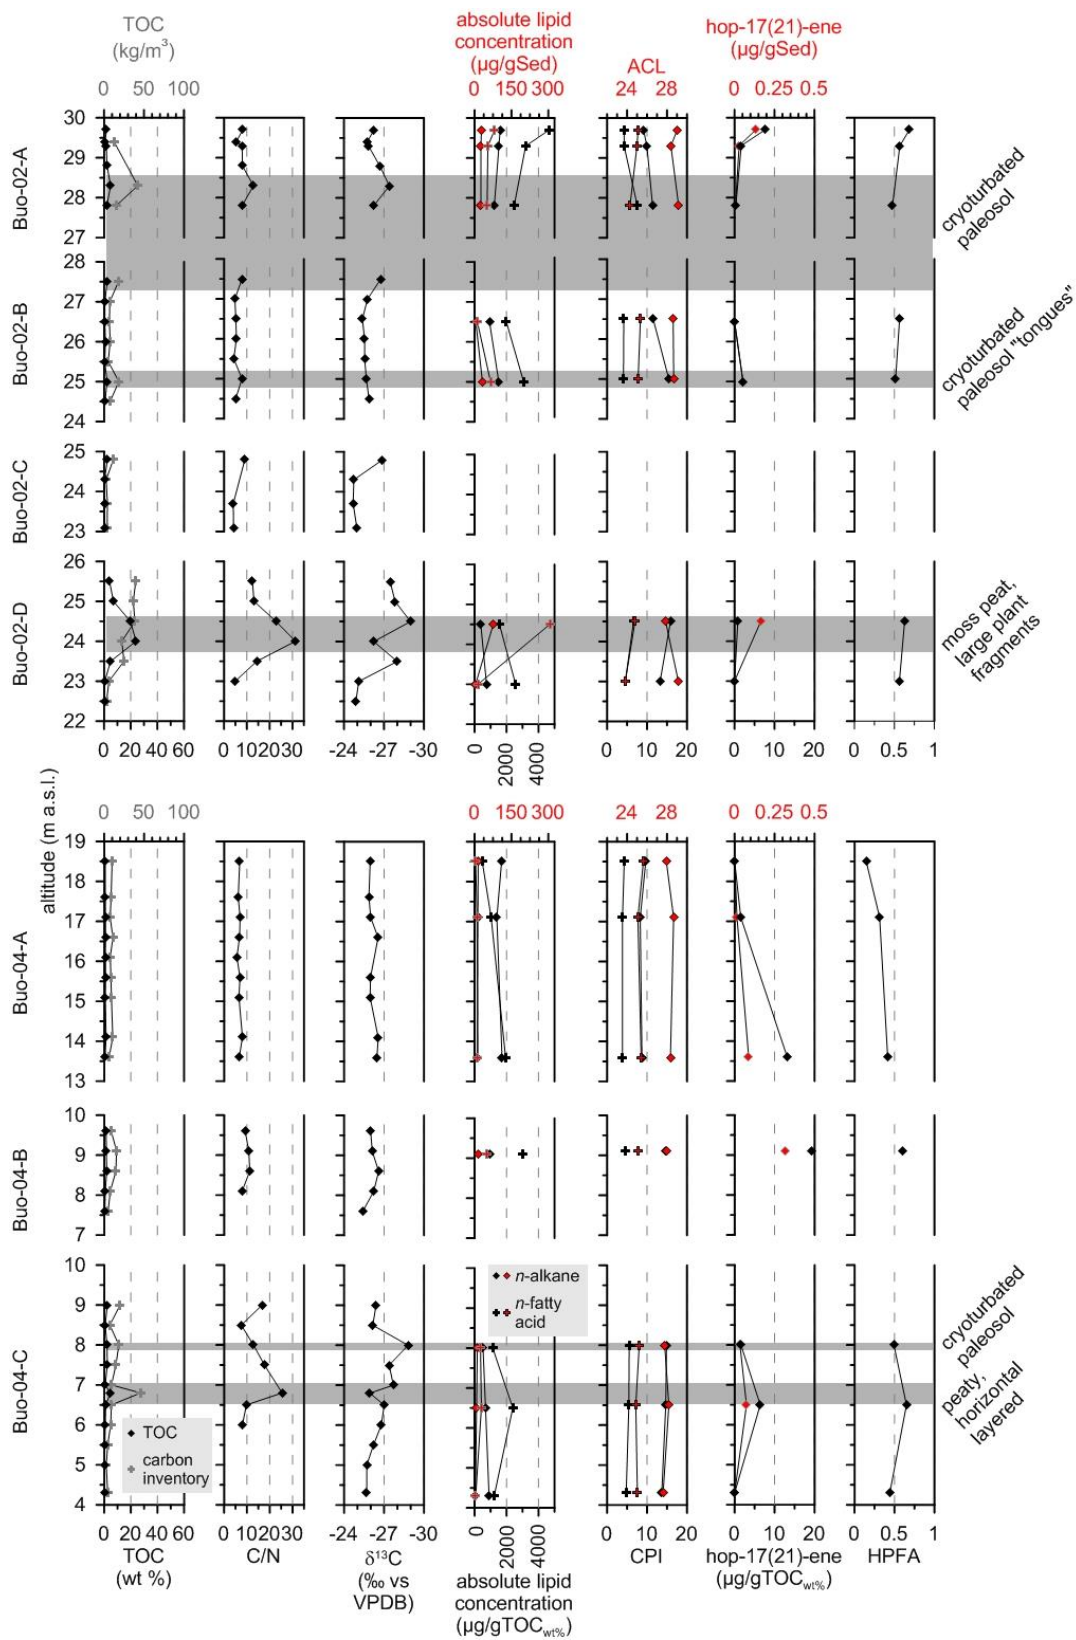 TOC
(kg/m³)
0 50 100
absolute lipid
concentration
(µg/gSed)
0 150 300
ACL
24 28
hop-17(21)-ene
(µg/gSed)
0 0.25 0.5
Buo-02-A
30
29
28
27
cryoturbated
paleosol
Buo-02-B
28
27
26
25
24
cryoturbated
paleosol "tongues"
Buo-02-C
25
24
23
Buo-02-D
26
25
24
23
22
moss peat,
large plant
fragments
0 20 40 60
0 10 20 30
-24 -27 -30
0 2000 4000
0 10 20
0 10 20
0 0.5 1
altitude (m a.s.l.)
0 50 100
0 150 300
24 28
0 0.25 0.5
Buo-04-A
19
18
17
16
15
14
13
Buo-04-B
10
9
8
7
Buo-04-C
10
9
8
7
6
5
4
n-alkane
n-fatty
acid
TOC
carbon
inventory
cryoturbated
paleosol
peaty,
horizontal
layered
0 20 40 60
TOC
(wt %)
0 10 20 30
C/N
-24 -27 -30
δ¹³C
(‰ vs
VPDB)
0 2000 4000
absolute lipid
concentration
(µg/gTOCwt%)
0 10 20
CPI
0 10 20
hop-17(21)-ene
(µg/gTOCwt%)
0 0.5 1
HPFA